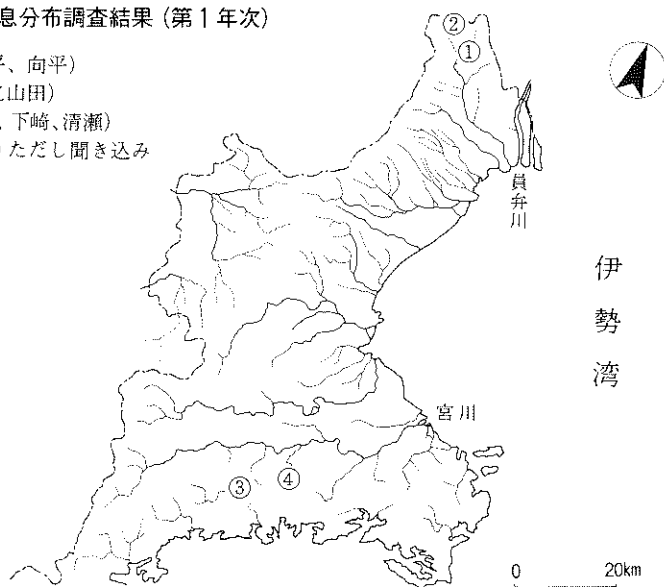 息分布調査結果 (第1年次)
、向平)
山田)
、下崎、清瀬)
ただし聞き込み
②
①
員弁川
伊勢湾
宮川
③ ④
0 20km